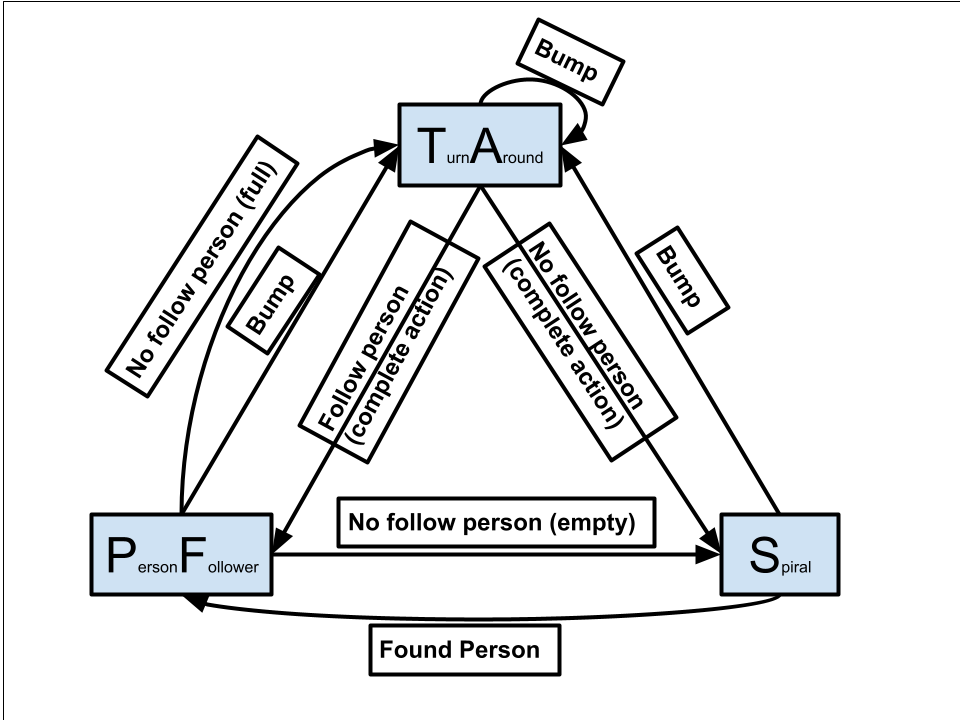 Bump
TurnAround
No follow person (full)
Bump
Follow person
(complete action)
No follow person
(complete action)
Bump
No follow person (empty)
PersonFollower
Spiral
Found Person